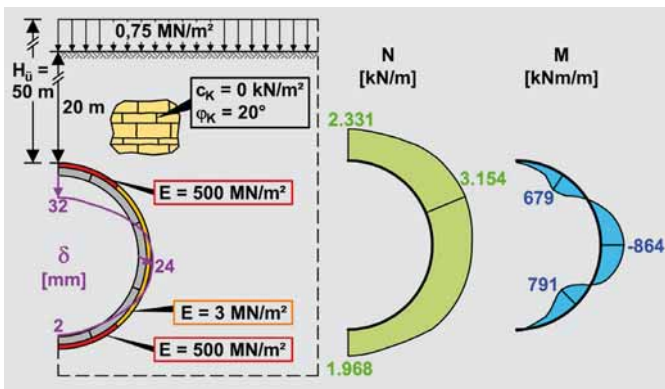 0,75 MN/m²
Hü =
50 m
20 m
cK = 0 kN/m²
φK = 20°
E = 500 MN/m²
32
δ
[mm]
24
E = 3 MN/m²
2
E = 500 MN/m²
N
[kN/m]
2.331
3.154
1.968
M
[kNm/m]
679
-864
791